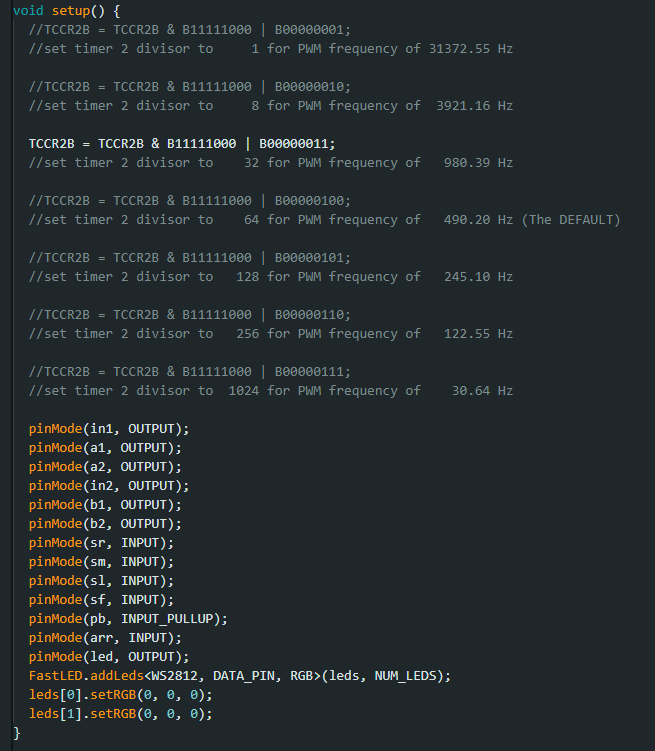 void setup() {
  //TCCR2B = TCCR2B & B11111000 | B00000001;
  //set timer 2 divisor to     1 for PWM frequency of 31372.55 Hz

  //TCCR2B = TCCR2B & B11111000 | B00000010;
  //set timer 2 divisor to     8 for PWM frequency of  3921.16 Hz

  TCCR2B = TCCR2B & B11111000 | B00000011;
  //set timer 2 divisor to    32 for PWM frequency of   980.39 Hz

  //TCCR2B = TCCR2B & B11111000 | B00000100;
  //set timer 2 divisor to    64 for PWM frequency of   490.20 Hz (The DEFAULT)

  //TCCR2B = TCCR2B & B11111000 | B00000101;
  //set timer 2 divisor to   128 for PWM frequency of   245.10 Hz

  //TCCR2B = TCCR2B & B11111000 | B00000110;
  //set timer 2 divisor to   256 for PWM frequency of   122.55 Hz

  //TCCR2B = TCCR2B & B11111000 | B00000111;
  //set timer 2 divisor to  1024 for PWM frequency of    30.64 Hz

  pinMode(in1, OUTPUT);
  pinMode(a1, OUTPUT);
  pinMode(a2, OUTPUT);
  pinMode(in2, OUTPUT);
  pinMode(b1, OUTPUT);
  pinMode(b2, OUTPUT);
  pinMode(sr, INPUT);
  pinMode(sm, INPUT);
  pinMode(sl, INPUT);
  pinMode(sf, INPUT);
  pinMode(pb, INPUT_PULLUP);
  pinMode(arr, INPUT);
  pinMode(led, OUTPUT);
  FastLED.addLeds<WS2812, DATA_PIN, RGB>(leds, NUM_LEDS);
  leds[0].setRGB(0, 0, 0);
  leds[1].setRGB(0, 0, 0);
}